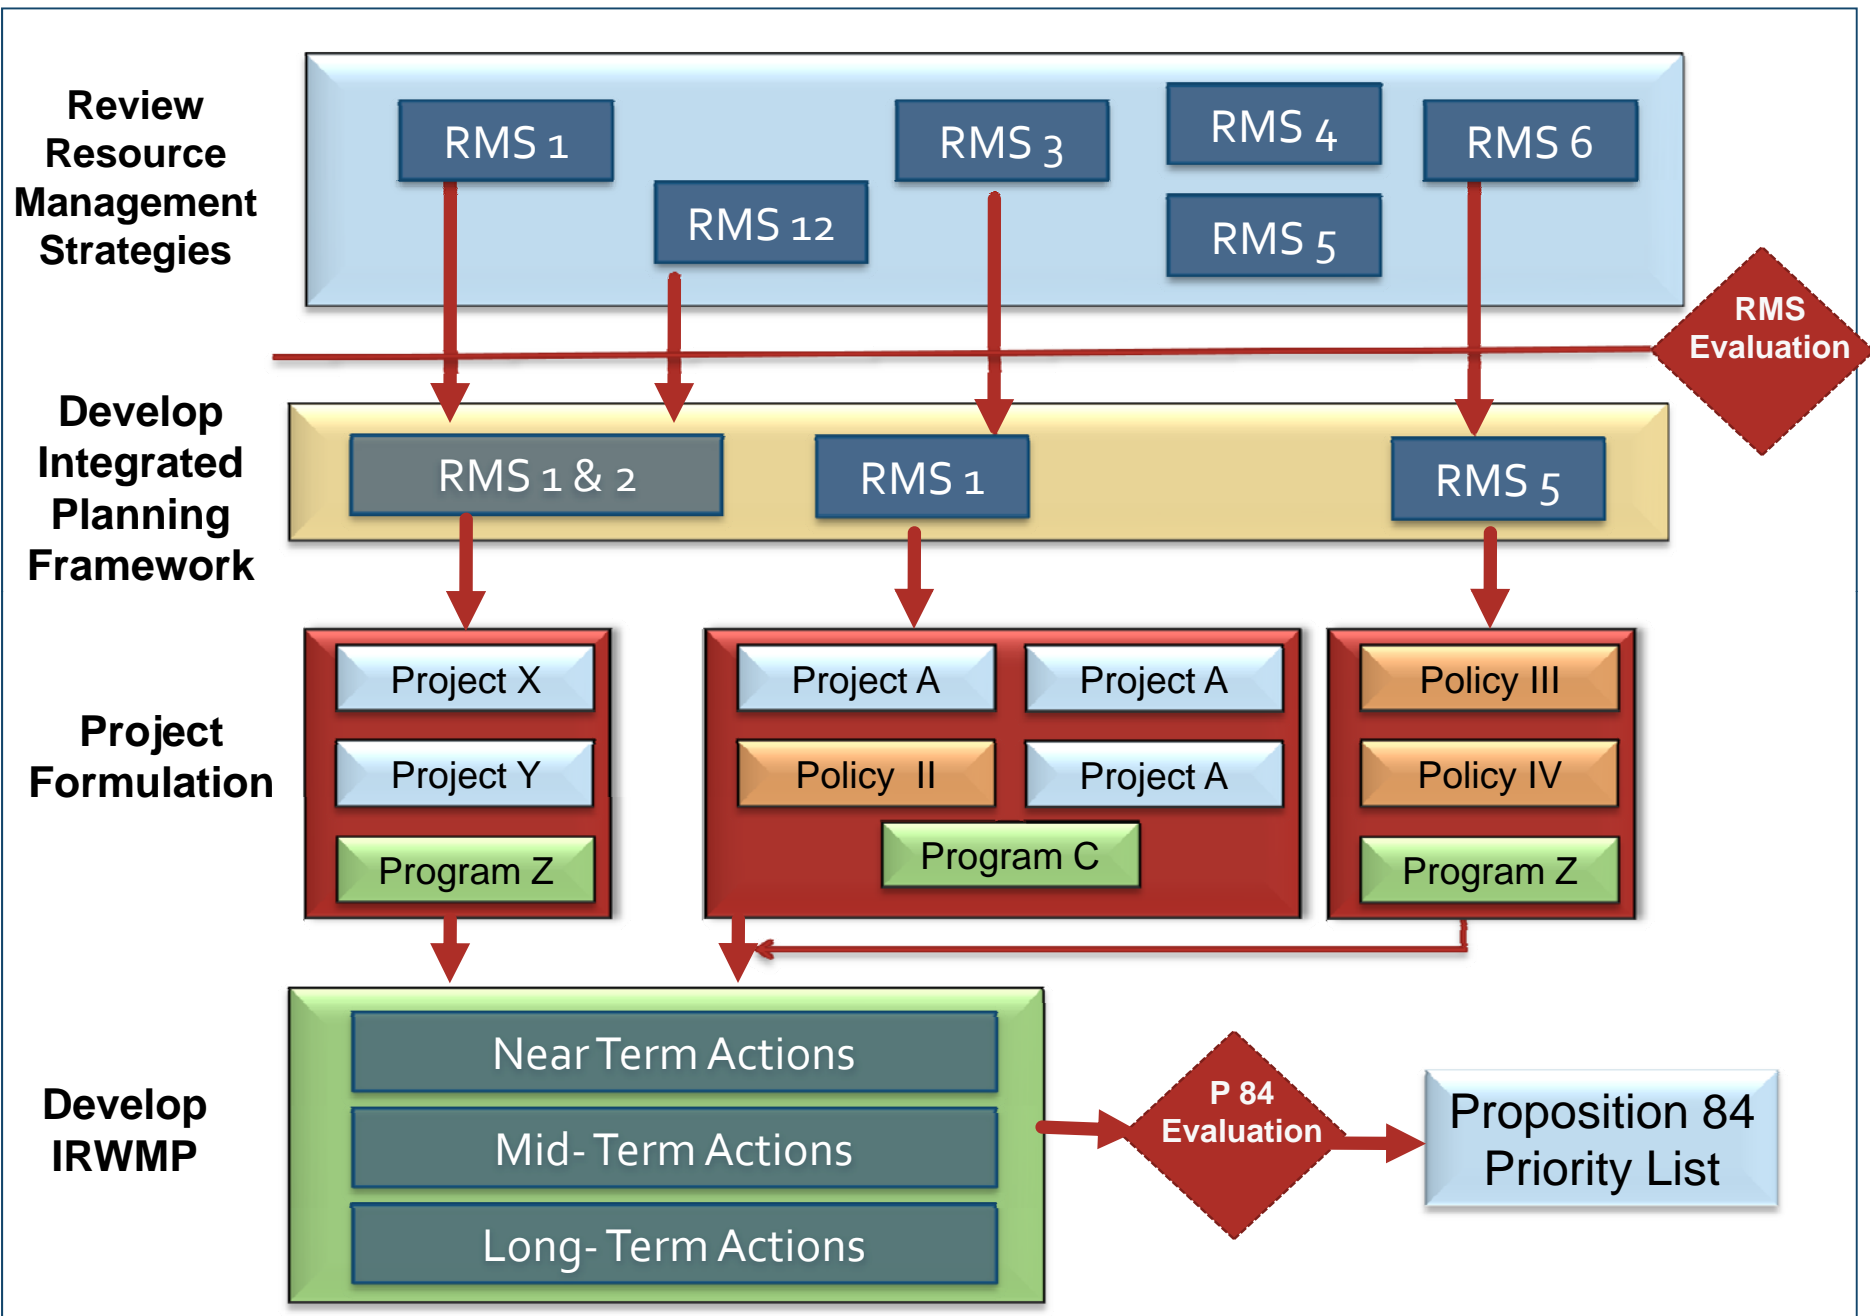 Review
Resource
Management
Strategies
RMS 1
RMS 12
RMS 3
RMS 4
RMS 5
RMS 6
RMS
Evaluation
Develop
Integrated
Planning
Framework
RMS 1 & 2
RMS 1
RMS 5
Project
Formulation
Project X
Project Y
Program Z
Project A
Project A
Policy II
Project A
Program C
Policy III
Policy IV
Program Z
Develop
IRWMP
Near Term Actions
Mid- Term Actions
Long- Term Actions
P 84
Evaluation
Proposition 84
Priority List